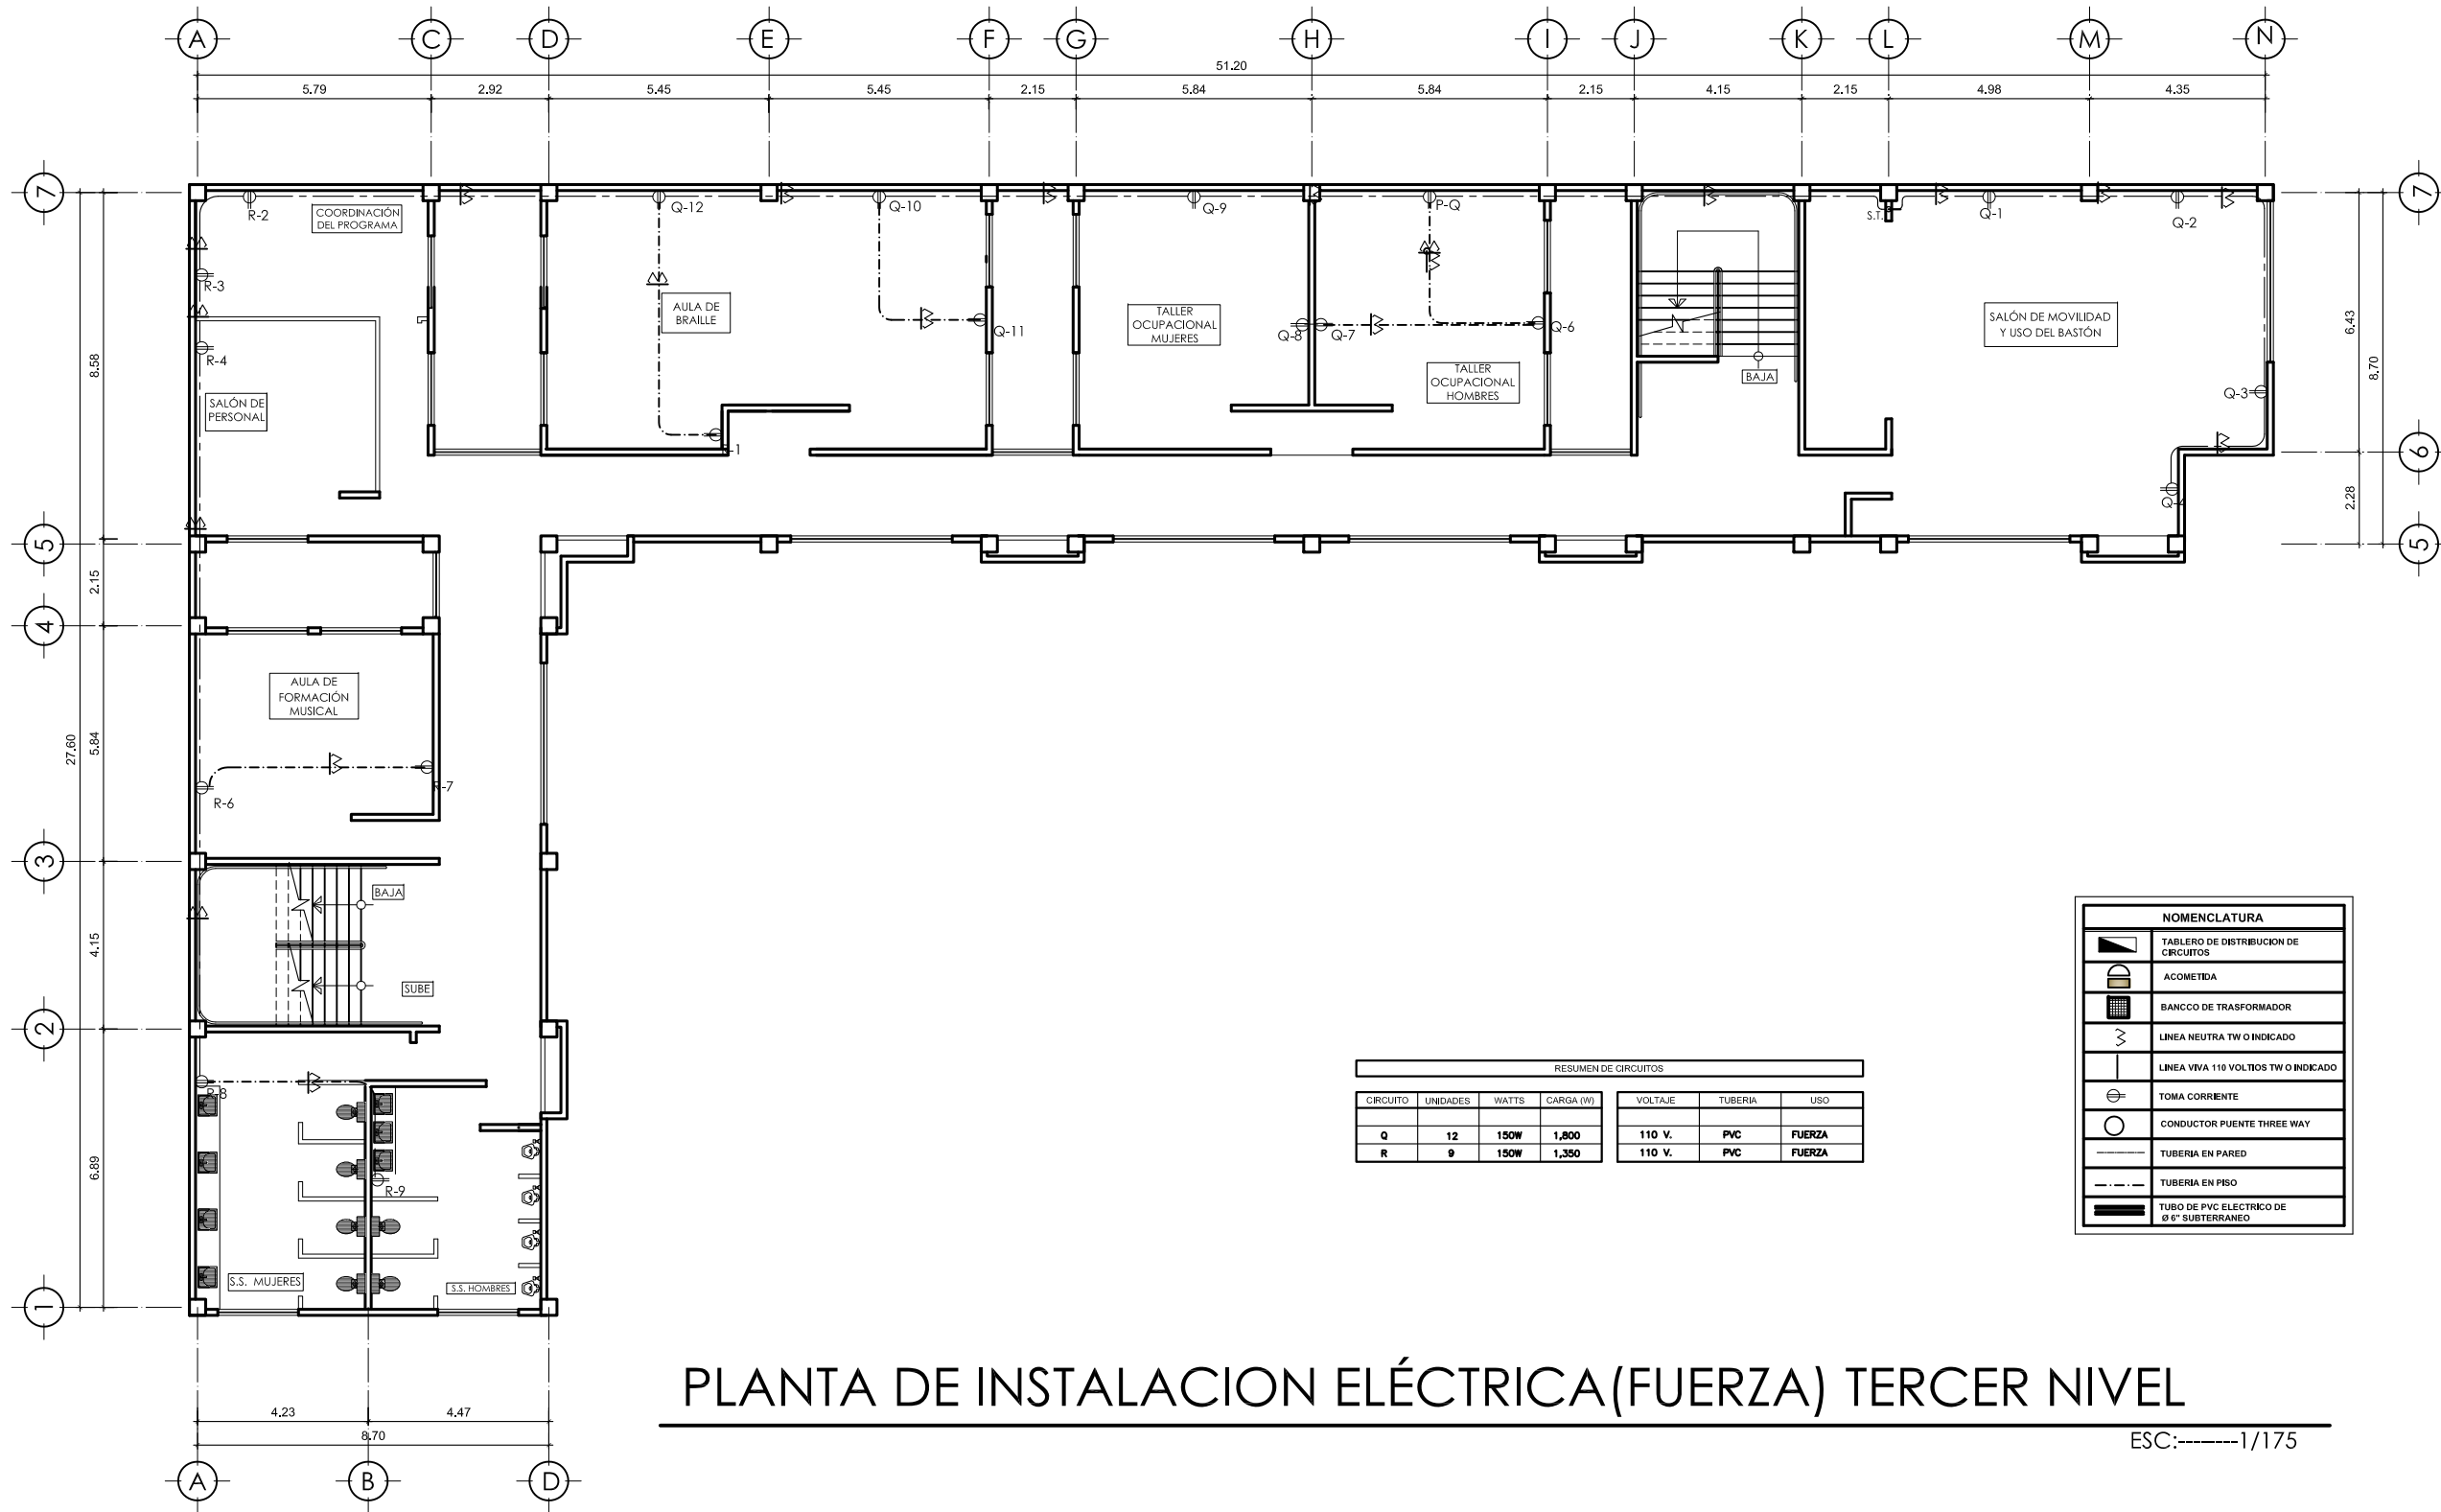 A C D E F G H I J K L M N
51.20
5.79 2.92 5.45 5.45 2.15 5.84 5.84 2.15 4.15 2.15 4.98 4.35
7 7
R-2 COORDINACIÓN
DEL PROGRAMA
Q-12 Q-10 Q-9 P-Q S.T. Q-1 Q-2
R-3
AULA DE
BRAILLE
Q-11
TALLER
OCUPACIONAL
MUJERES
Q-8 Q-7 Q-6
SALÓN DE MOVILIDAD
Y USO DEL BASTÓN
6.43
8.58
R-4
8.70
TALLER
OCUPACIONAL
HOMBRES
BAJA
SALÓN DE
PERSONAL
Q-3
6
2.28
5 5
2.15
4
AULA DE
FORMACIÓN
MUSICAL
27.60
5.84
R-6 R-7
3
BAJA
4.15
SUBE
2
R-8
6.89
R-9
S.S. MUJERES
S.S. HOMBRES
1
4.23 4.47
8.70
A B D
RESUMEN DE CIRCUITOS
CIRCUITO UNIDADES WATTS CARGA (W) VOLTAJE TUBERIA USO
Q 12 150W 1,800 110 V. PVC FUERZA
R 9 150W 1,350 110 V. PVC FUERZA
NOMENCLATURA
TABLERO DE DISTRIBUCION DE
CIRCUITOS
ACOMETIDA
BANCCO DE TRASFORMADOR
LINEA NEUTRA TW O INDICADO
LINEA VIVA 110 VOLTIOS TW O INDICADO
TOMA CORRIENTE
CONDUCTOR PUENTE THREE WAY
TUBERIA EN PARED
TUBERIA EN PISO
TUBO DE PVC ELECTRICO DE
Ø 6" SUBTERRANEO
PLANTA DE INSTALACION ELÉCTRICA(FUERZA) TERCER NIVEL
ESC:-------1/175